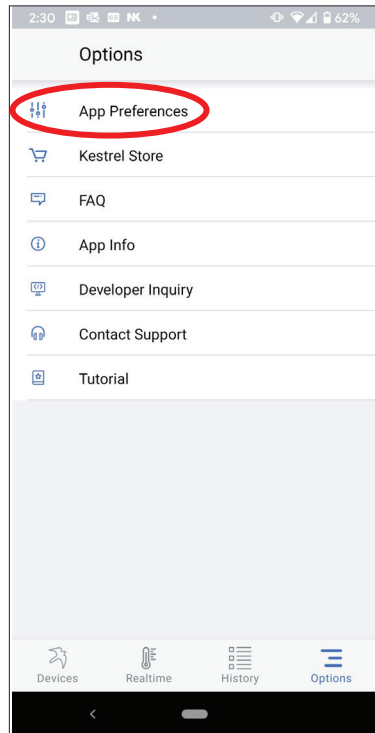 2:30 NK 62%
Options
App Preferences
Kestrel Store
FAQ
App Info
Developer Inquiry
Contact Support
Tutorial
Devices Realtime History Options